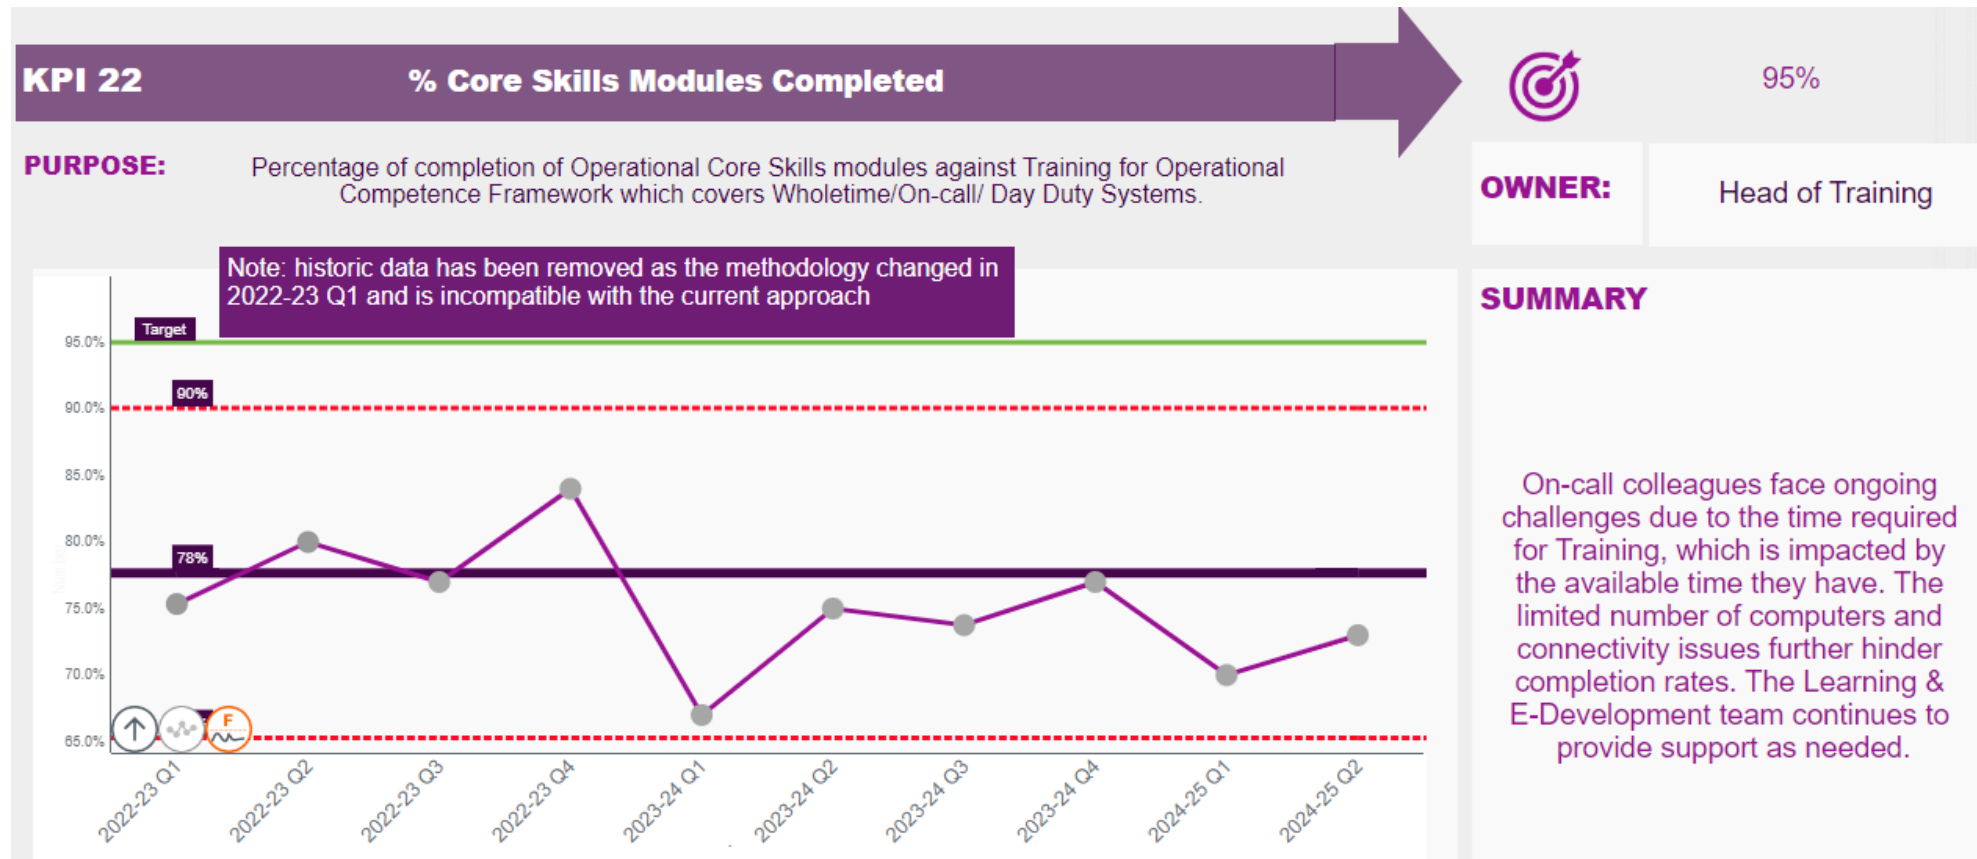 KPI 22
% Core Skills Modules Completed
95%
PURPOSE:
Percentage of completion of Operational Core Skills modules against Training for Operational
Competence Framework which covers Wholetime/On-call/ Day Duty Systems.
OWNER:
Head of Training
Note: historic data has been removed as the methodology changed in
2022-23 Q1 and is incompatible with the current approach
Target
95.0%
90%
90.0%
85.0%
80.0%
78%
75.0%
70.0%
F
65.0%
2022-23 Q1
2022-23 Q2
2022-23 Q3
2022-23 Q4
2023-24 Q1
2023-24 Q2
2023-24 Q3
2023-24 Q4
2024-25 Q1
2024-25 Q2
SUMMARY
On-call colleagues face ongoing
challenges due to the time required
for Training, which is impacted by
the available time they have. The
limited number of computers and
connectivity issues further hinder
completion rates. The Learning &
E-Development team continues to
provide support as needed.